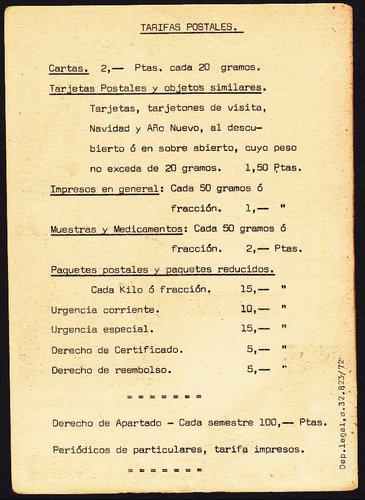 TARIFAS POSTALES.
Cartas. 2,— Ptas. cada 20 gramos.
Tarjetas Postales y objetos similares.
Tarjetas, tarjetones de visita,
Navidad y Año Nuevo, al descu-
bierto ó en sobre abierto, cuyo peso
no exceda de 20 gramos. 1,50 Ptas.
Impresos en general: Cada 50 gramos ó
fracción. 1,— "
Muestras y Medicamentos: Cada 50 gramos ó
fracción. 2,— Ptas.
Paquetes postales y paquetes reducidos.
Cada Kilo ó fracción. 15,— "
Urgencia corriente. 10,— "
Urgencia especial. 15,— "
Derecho de Certificado. 5,— "
Derecho de reembolso. 5,— "
= = = = = = =
Derecho de Apartado - Cada semestre 100,— Ptas.
Periódicos de particulares, tarifa impresos.
= = = = = = =
Dep.legal,B.32.823/72